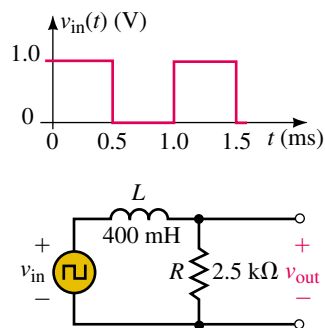 v_in(t) (V)
1.0
0
0 0.5 1.0 1.5 t (ms)
L
400 mH
+ v_in −
R 2.5 kΩ
+ v_out −